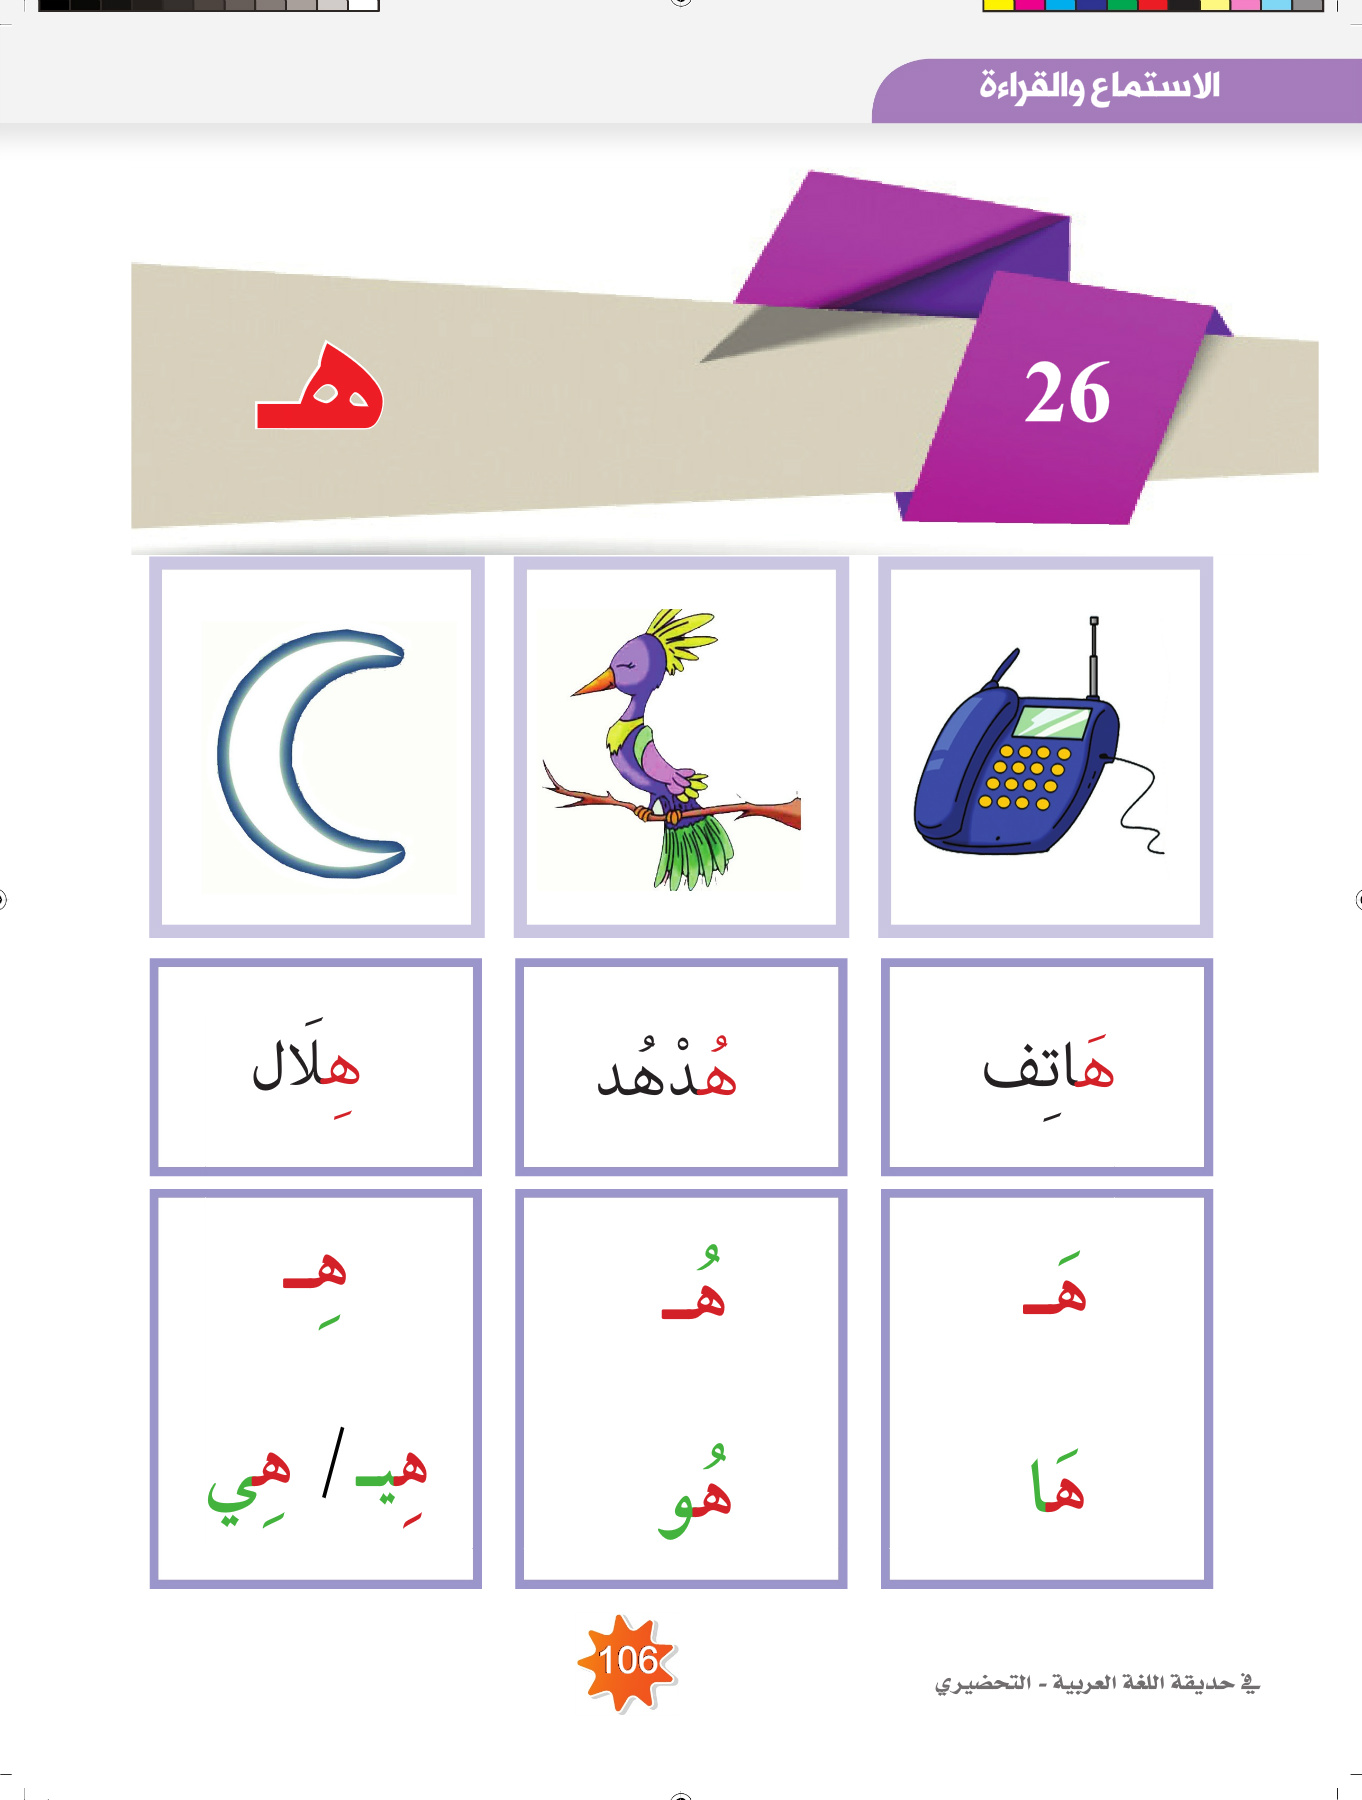 الاستماع والقراءة
26
هـ
هَاتِف
هُدْهُد
هِلَال
هَـ
هُـ
هِـ
هَا
هُو
هِيـ / هِي
106
في حديقة اللغة العربية - التحضيري